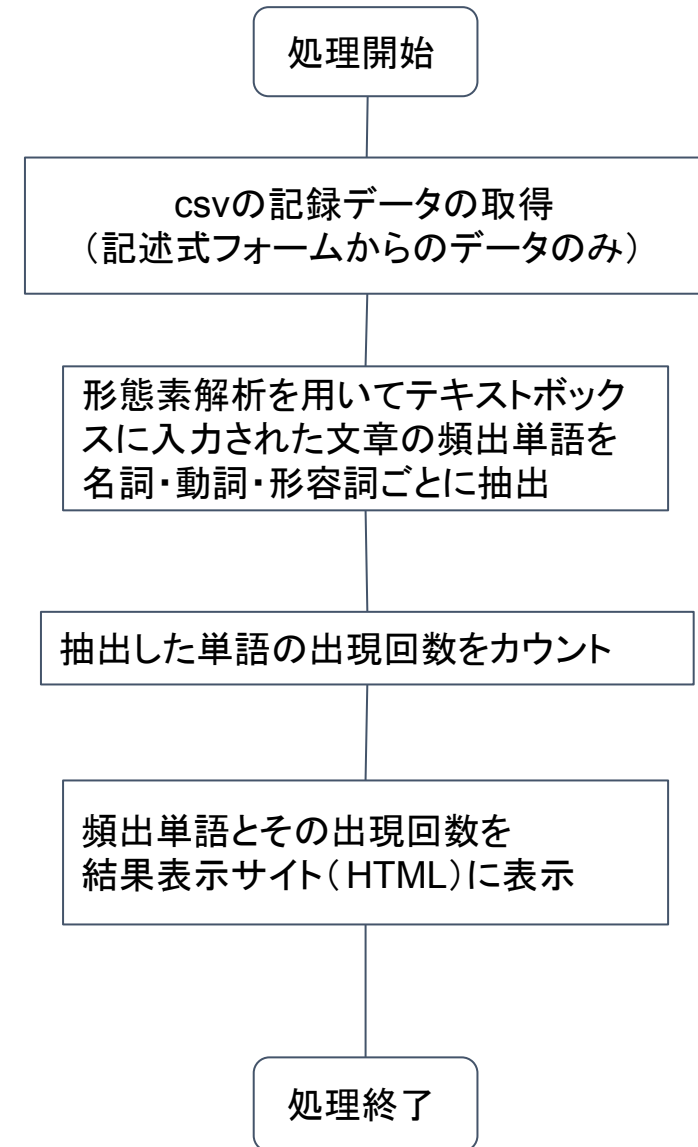 処理開始
csvの記録データの取得
（記述式フォームからのデータのみ）
形態素解析を用いてテキストボック
スに入力された文章の頻出単語を
名詞・動詞・形容詞ごとに抽出
抽出した単語の出現回数をカウント
頻出単語とその出現回数を
結果表示サイト（HTML）に表示
処理終了